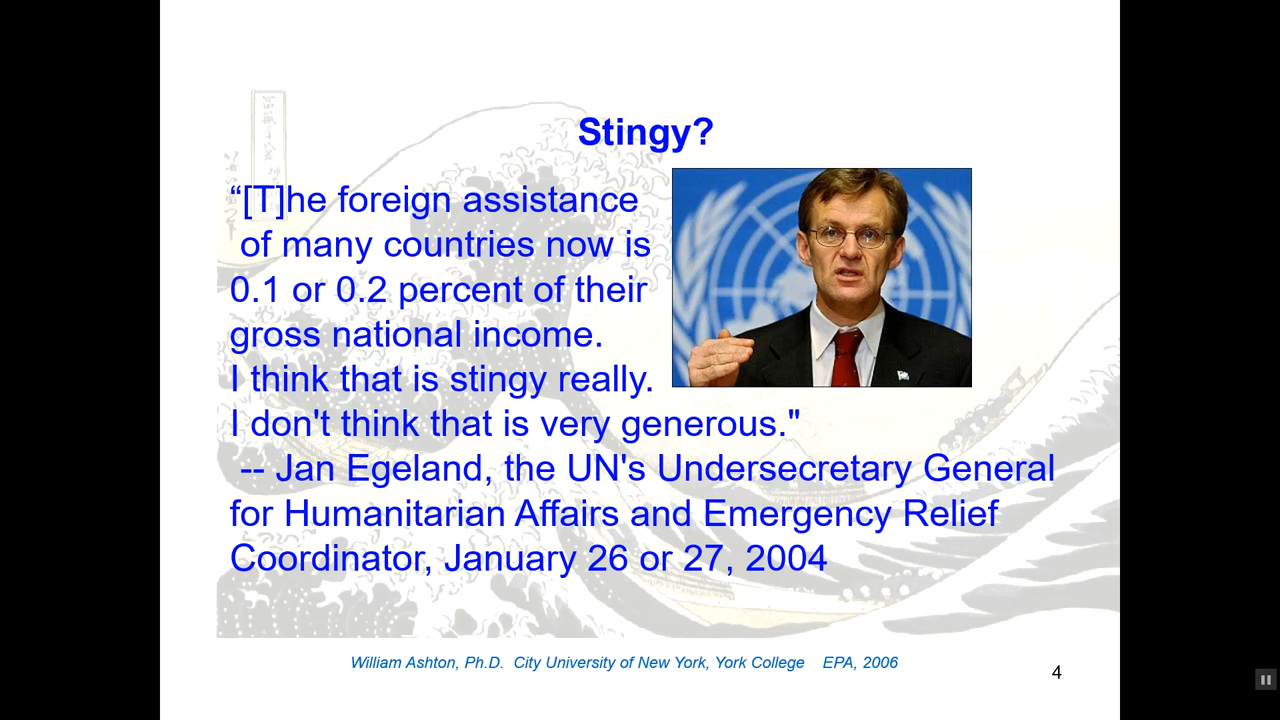 Stingy?
“[T]he foreign assistance
of many countries now is
0.1 or 0.2 percent of their
gross national income.
I think that is stingy really.
I don't think that is very generous."
-- Jan Egeland, the UN's Undersecretary General
for Humanitarian Affairs and Emergency Relief
Coordinator, January 26 or 27, 2004
William Ashton, Ph.D.  City University of New York, York College    EPA, 2006
4